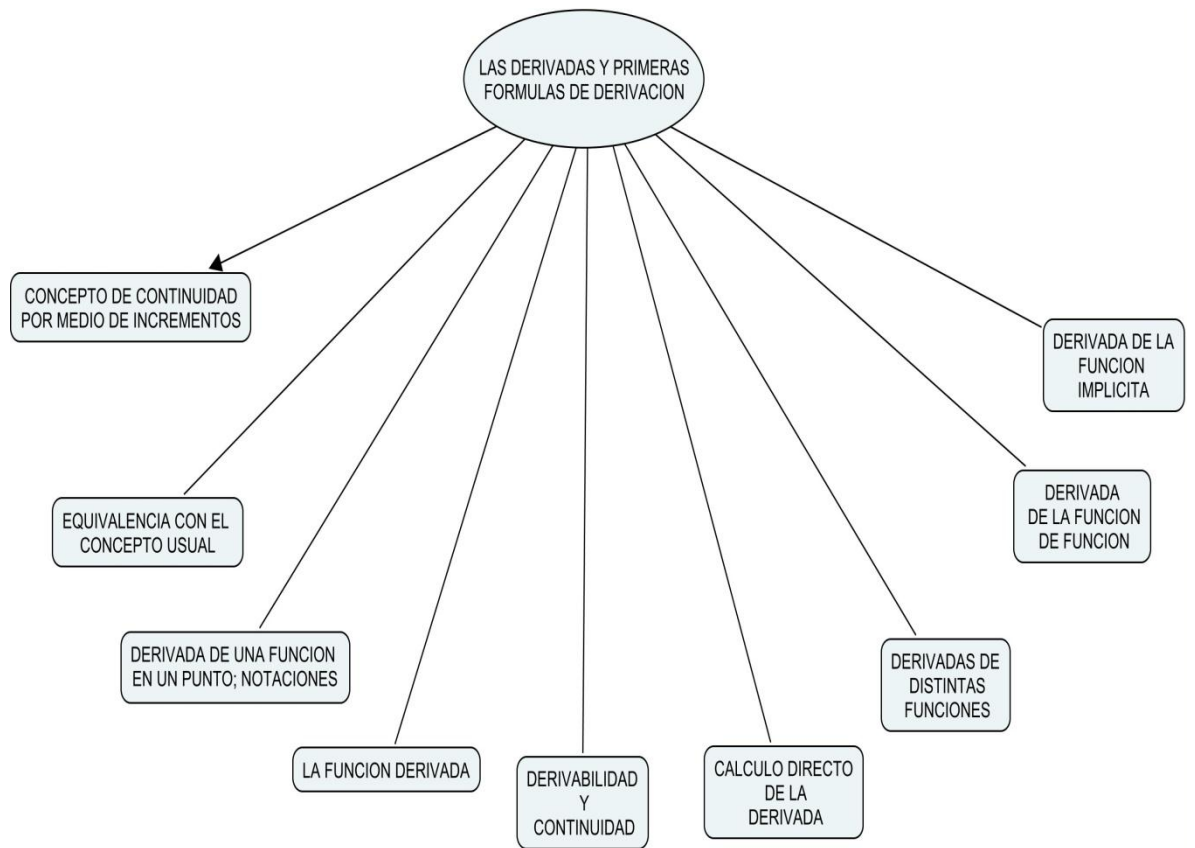 LAS DERIVADAS Y PRIMERAS
FORMULAS DE DERIVACION
CONCEPTO DE CONTINUIDAD
POR MEDIO DE INCREMENTOS
EQUIVALENCIA CON EL
CONCEPTO USUAL
DERIVADA DE UNA FUNCION
EN UN PUNTO; NOTACIONES
LA FUNCION DERIVADA
DERIVABILIDAD
Y
CONTINUIDAD
CALCULO DIRECTO
DE LA
DERIVADA
DERIVADAS DE
DISTINTAS
FUNCIONES
DERIVADA
DE LA FUNCION
DE FUNCION
DERIVADA DE LA
FUNCION
IMPLICITA